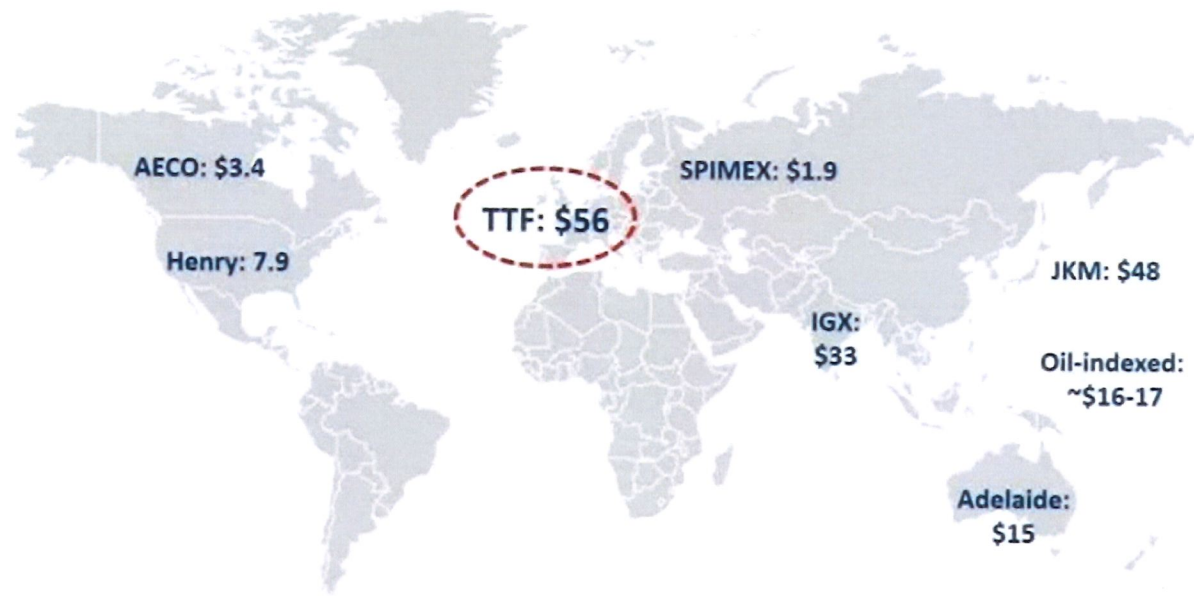 AECO: $3.4
SPIMEX: $1.9
TTF: $56
Henry: 7.9
JKM: $48
IGX:
$33
Oil-indexed:
~$16-17
Adelaide:
$15